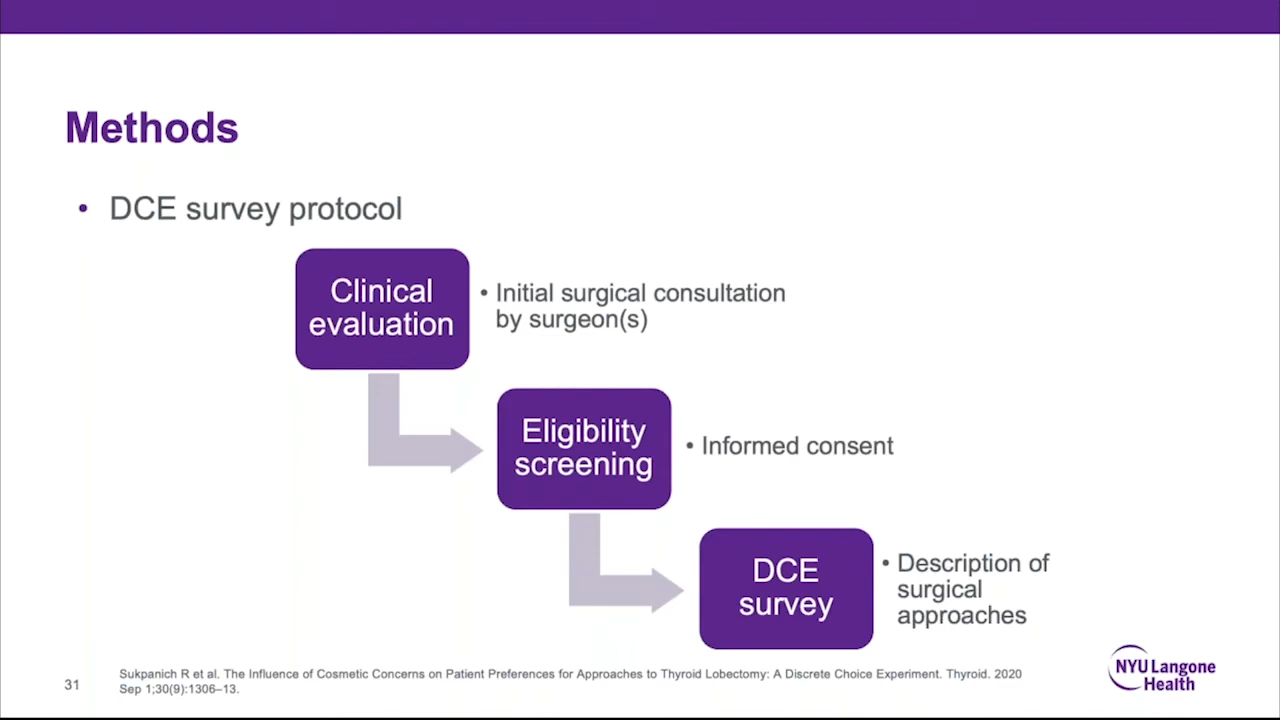 Methods
• DCE survey protocol
Clinical
evaluation
• Initial surgical consultation
by surgeon(s)
Eligibility
screening
• Informed consent
DCE
survey
• Description of
surgical
approaches
31
Sukpanich R et al. The Influence of Cosmetic Concerns on Patient Preferences for Approaches to Thyroid Lobectomy: A Discrete Choice Experiment. Thyroid. 2020
Sep 1;30(9):1306–13.
NYU Langone
Health